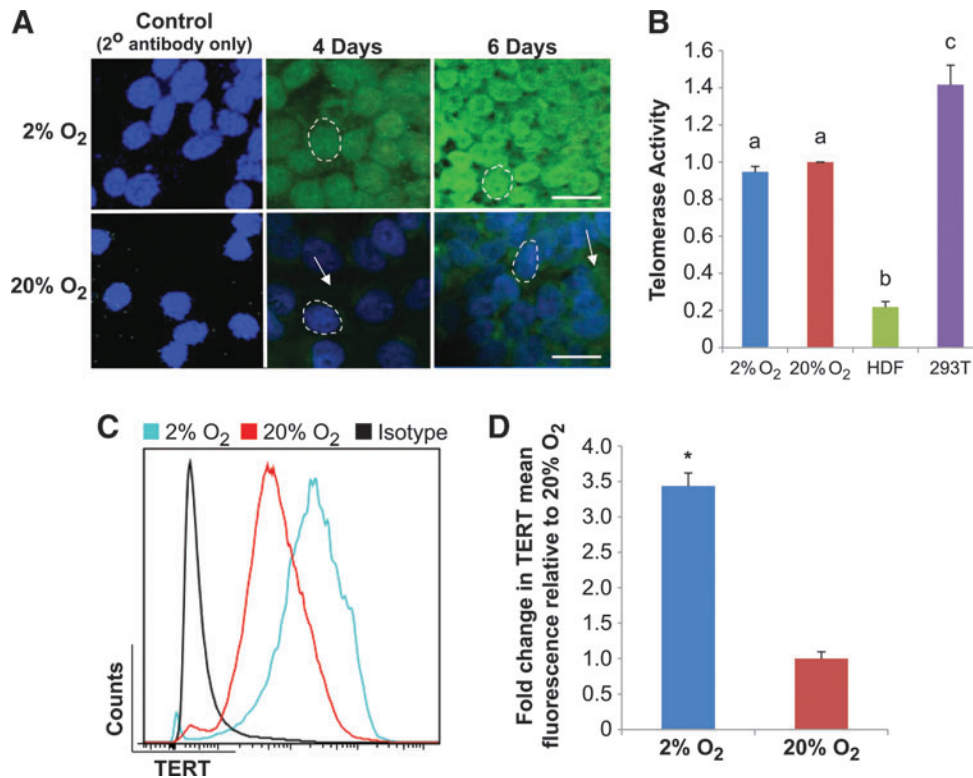 A
Control
(2° antibody only)
4 Days
6 Days
2% O2
20% O2
B
Telomerase Activity
1.6
1.4
1.2
1.0
0.8
0.6
0.4
0.2
0
a
a
b
c
2% O2
20% O2
HDF
293T
C
2% O2
20% O2
Isotype
Counts
TERT
D
Fold change in TERT mean
fluorescence relative to 20% O2
4.0
3.5
3.0
2.5
2.0
1.5
1.0
0.5
0
*
2% O2
20% O2